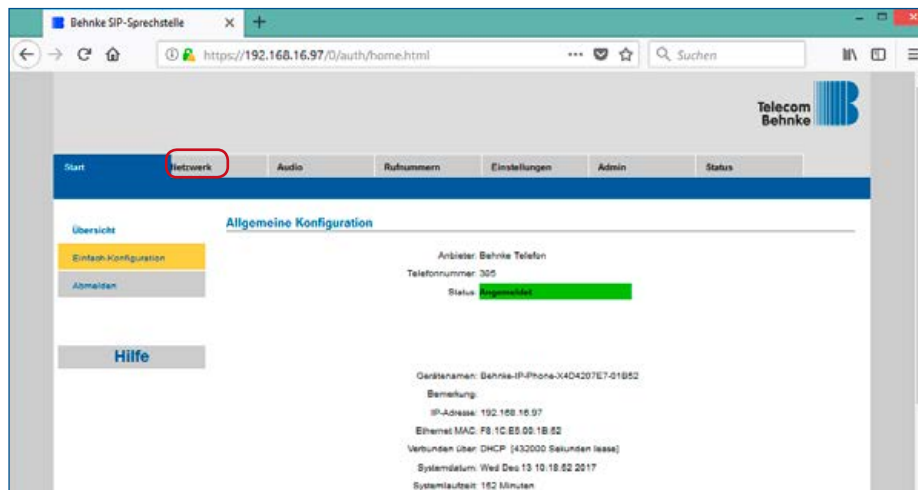 Behnke SIP-Sprechstelle
https://192.168.16.97/0/auth/home.html
Suchen
Telecom
Behnke
Start Netzwerk Audio Rufnummern Einstellungen Admin Status
Übersicht
Einfach-Konfiguration
Abmelden
Hilfe
Allgemeine Konfiguration
Anbieter: Behnke Telefon
Telefonnummer: 305
Status: Angemeldet
Gerätenamen: Behnke-IP-Phone-X4D4207E7-01B52
Bemerkung:
IP-Adresse: 192.168.16.97
Ethernet MAC: F8:1C:E5:00:1B:52
Verbunden über: DHCP [432000 Sekunden lease]
Systemdatum: Wed Dec 13 10:18:52 2017
Systemlaufzeit: 152 Minuten